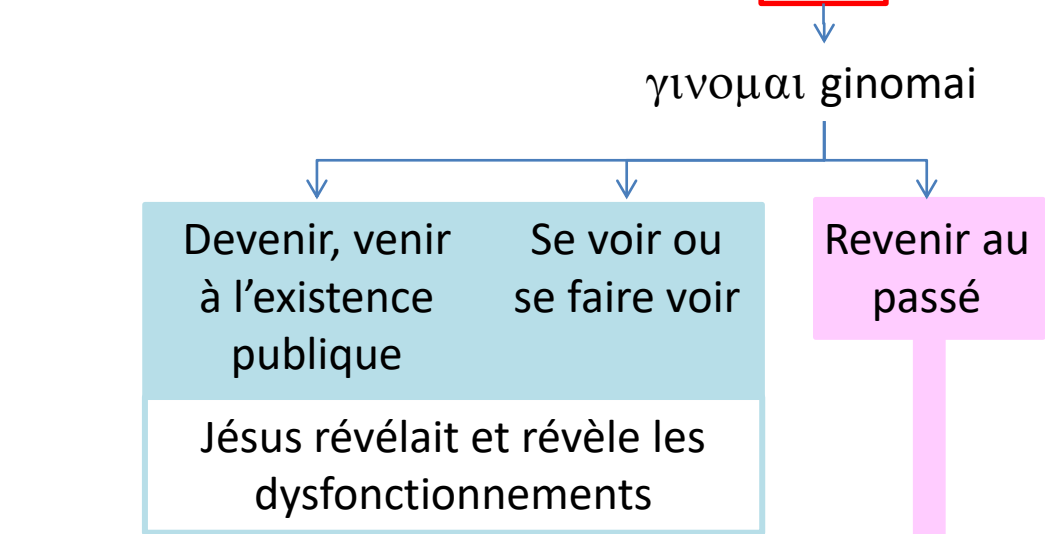 γινομαι ginomai
Devenir, venir
à l’existence
publique
Se voir ou
se faire voir
Revenir au
passé
Jésus révélait et révèle les
dysfonctionnements